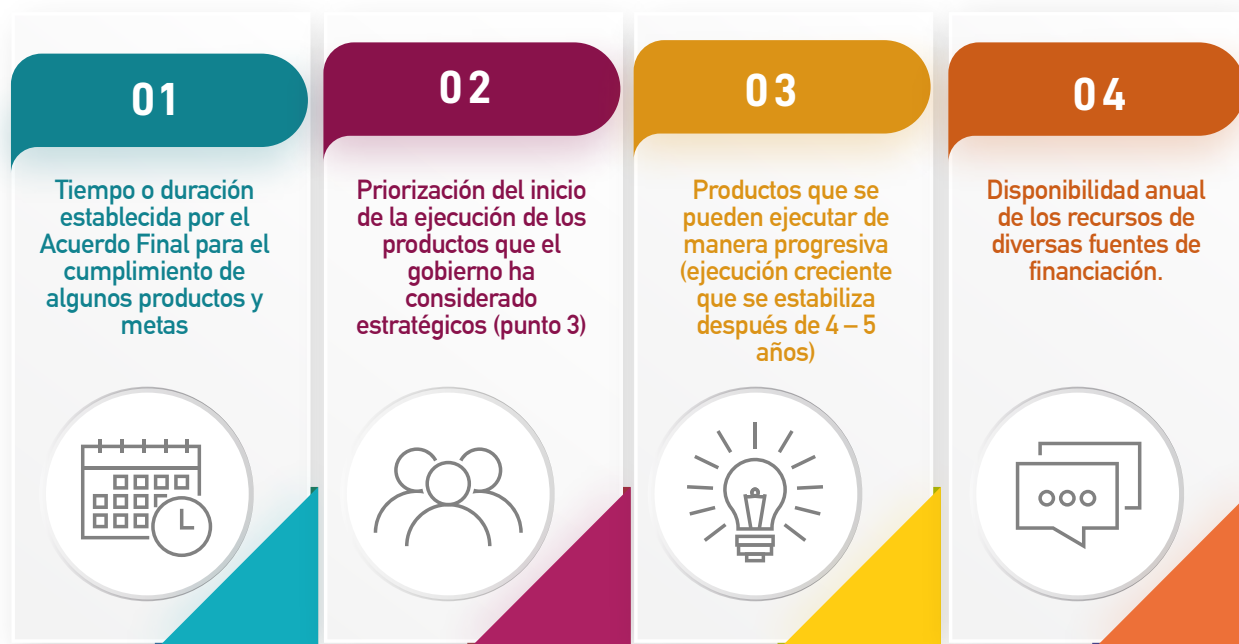 01
Tiempo o duración
establecida por el
Acuerdo Final para el
cumplimiento de
algunos productos y
metas
02
Priorización del inicio
de la ejecución de los
productos que el
gobierno ha
considerado
estratégicos (punto 3)
03
Productos que se
pueden ejecutar de
manera progresiva
(ejecución creciente
que se estabiliza
después de 4 – 5
años)
04
Disponibilidad anual
de los recursos de
diversas fuentes de
financiación.